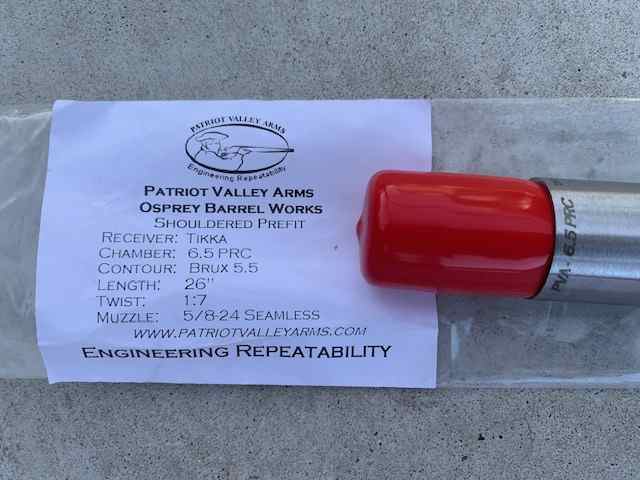 PATRIOT VALLEY ARMS
Engineering Repeatability
PATRIOT VALLEY ARMS
OSPREY BARREL WORKS
SHOULDERED PREFIT
RECEIVER: TIKKA
CHAMBER: 6.5 PRC
CONTOUR: BRUX 5.5
LENGTH: 26"
TWIST: 1:7
MUZZLE: 5/8-24 SEAMLESS
WWW.PATRIOTVALLEYARMS.COM
ENGINEERING REPEATABILITY
PVA- 6.5 PRC